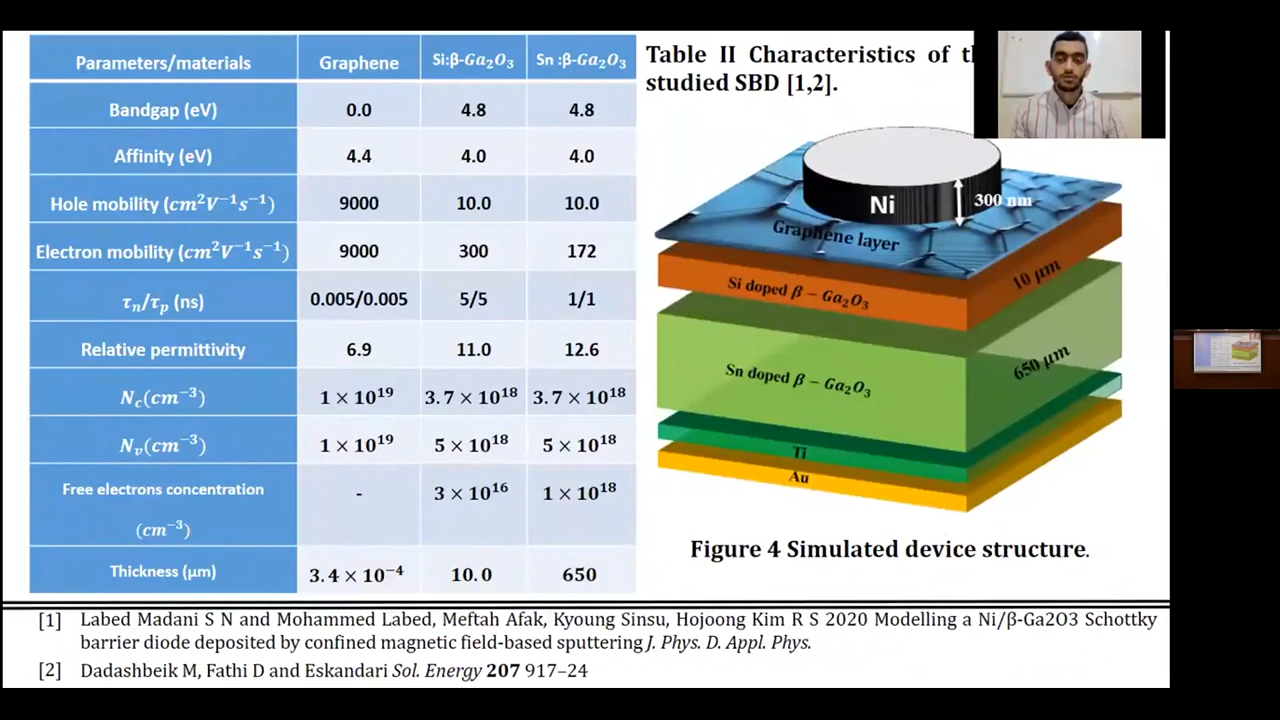 Parameters/materials Graphene Si:β-Ga₂O₃ Sn :β-Ga₂O₃
Bandgap (eV) 0.0 4.8 4.8
Affinity (eV) 4.4 4.0 4.0
Hole mobility (cm²V⁻¹s⁻¹) 9000 10.0 10.0
Electron mobility (cm²V⁻¹s⁻¹) 9000 300 172
τₙ/τₚ (ns) 0.005/0.005 5/5 1/1
Relative permittivity 6.9 11.0 12.6
N_c(cm⁻³) 1 × 10¹⁹ 3.7 × 10¹⁸ 3.7 × 10¹⁸
N_v(cm⁻³) 1 × 10¹⁹ 5 × 10¹⁸ 5 × 10¹⁸
Free electrons concentration
(cm⁻³) - 3 × 10¹⁶ 1 × 10¹⁸
Thickness (μm) 3.4 × 10⁻⁴ 10.0 650
Table II Characteristics of
studied SBD [1,2].
Ni
300 nm
Graphene layer
Si doped β − Ga₂O₃
10 μm
Sn doped β − Ga₂O₃
650 μm
Ti
Au
Figure 4 Simulated device structure.
[1] Labed Madani S N and Mohammed Labed, Meftah Afak, Kyoung Sinsu, Hojoong Kim R S 2020 Modelling a Ni/β-Ga2O3 Schottky
barrier diode deposited by confined magnetic field-based sputtering J. Phys. D. Appl. Phys.
[2] Dadashbeik M, Fathi D and Eskandari Sol. Energy 207 917–24